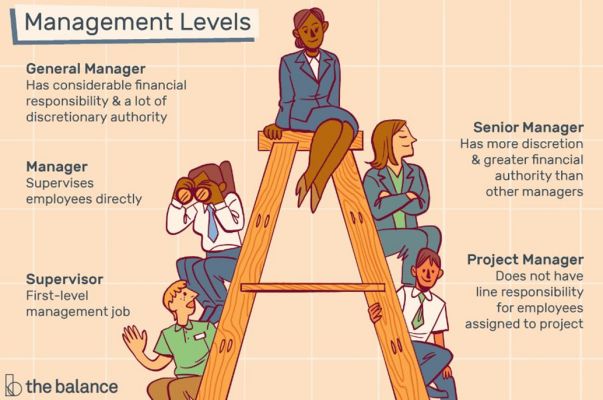 Management Levels
General Manager
Has considerable financial
responsibility & a lot of
discretionary authority
Manager
Supervises
employees directly
Supervisor
First-level
management job
Senior Manager
Has more discretion
& greater financial
authority than
other managers
Project Manager
Does not have
line responsibility
for employees
assigned to project
the balance